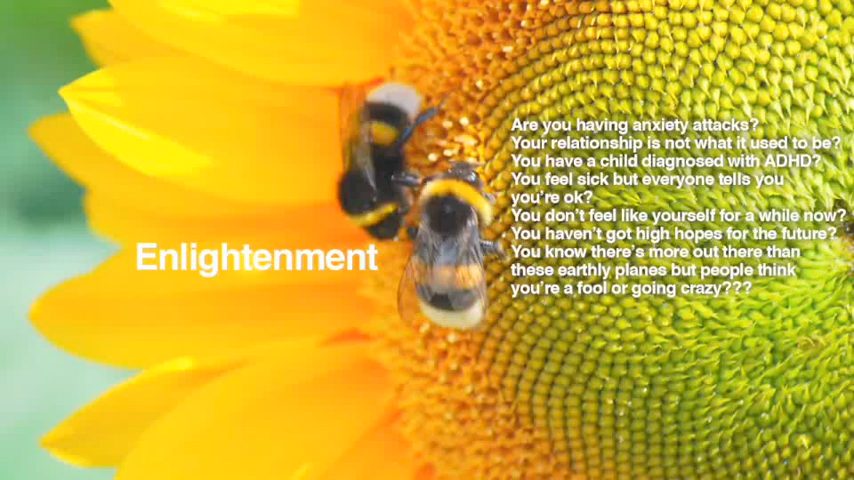 Enlightenment
Are you having anxiety attacks?
Your relationship is not what it used to be?
You have a child diagnosed with ADHD?
You feel sick but everyone tells you
you're ok?
You don't feel like yourself for a while now?
You haven't got high hopes for the future?
You know there's more out there than
these earthly planes but people think
you're a fool or going crazy???